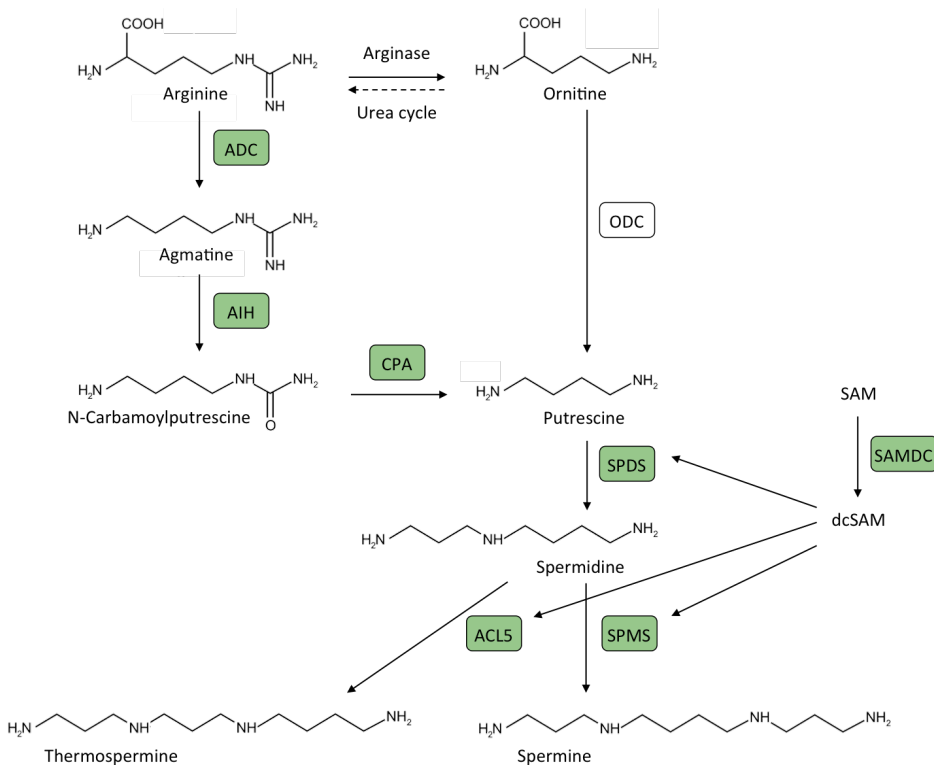 COOH
H₂N
NH
NH₂
NH
Arginine
Arginase
Urea cycle
COOH
H₂N
NH₂
Ornitine
ADC
H₂N
NH
NH₂
NH
Agmatine
ODC
AIH
H₂N
NH
NH₂
O
N-Carbamoylputrescine
CPA
H₂N
NH₂
Putrescine
SAM
SAMDC
dcSAM
SPDS
H₂N
NH
NH₂
Spermidine
ACL5
SPMS
H₂N
NH
NH
NH₂
Thermospermine
H₂N
NH
NH
NH₂
Spermine